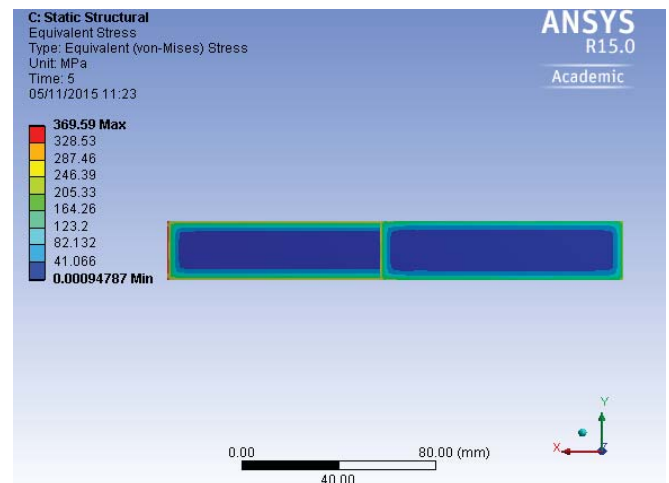 C: Static Structural
Equivalent Stress
Type: Equivalent (von-Mises) Stress
Unit: MPa
Time: 5
05/11/2015 11:23
ANSYS
R15.0
Academic
369.59 Max
328.53
287.46
246.39
205.33
164.26
123.2
82.132
41.066
0.00094787 Min
Y
X
Z
0.00
80.00 (mm)
40.00